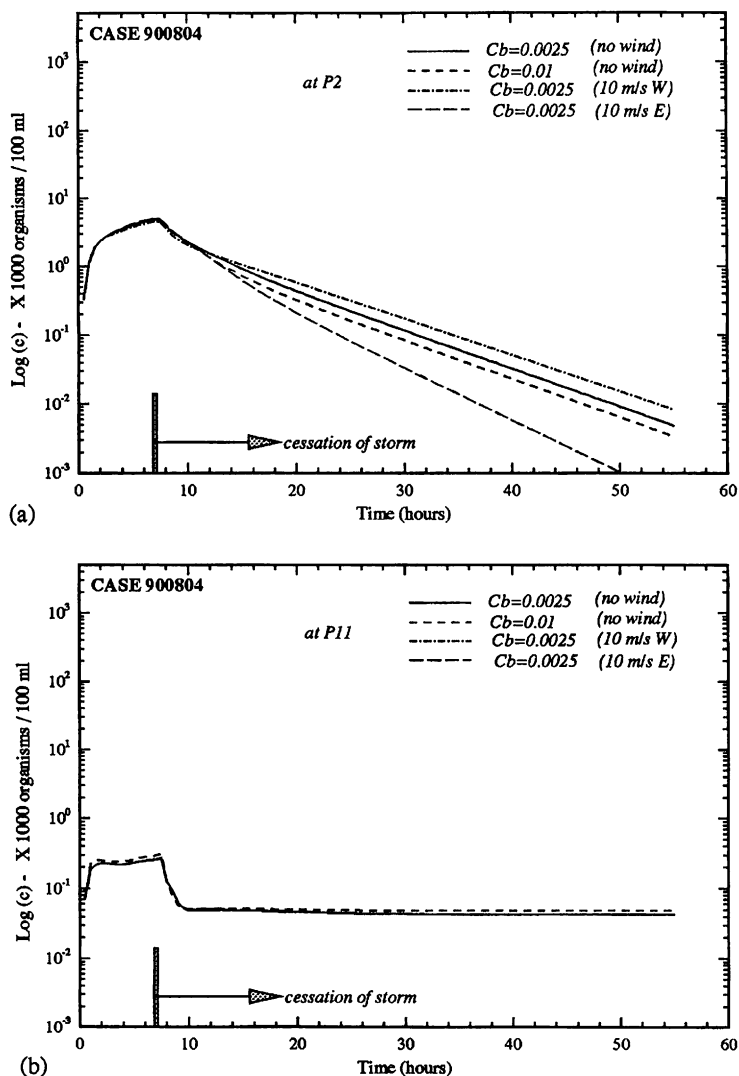 CASE 900804
at P2
Cb=0.0025 (no wind)
Cb=0.01 (no wind)
Cb=0.0025 (10 m/s W)
Cb=0.0025 (10 m/s E)
Log (c) - X 1000 organisms / 100 ml
10³
10²
10¹
10⁰
10⁻¹
10⁻²
10⁻³
cessation of storm
0 10 20 30 40 50 60
Time (hours)
(a)
CASE 900804
at P11
Cb=0.0025 (no wind)
Cb=0.01 (no wind)
Cb=0.0025 (10 m/s W)
Cb=0.0025 (10 m/s E)
Log (c) - X 1000 organisms / 100 ml
10³
10²
10¹
10⁰
10⁻¹
10⁻²
10⁻³
cessation of storm
0 10 20 30 40 50 60
Time (hours)
(b)